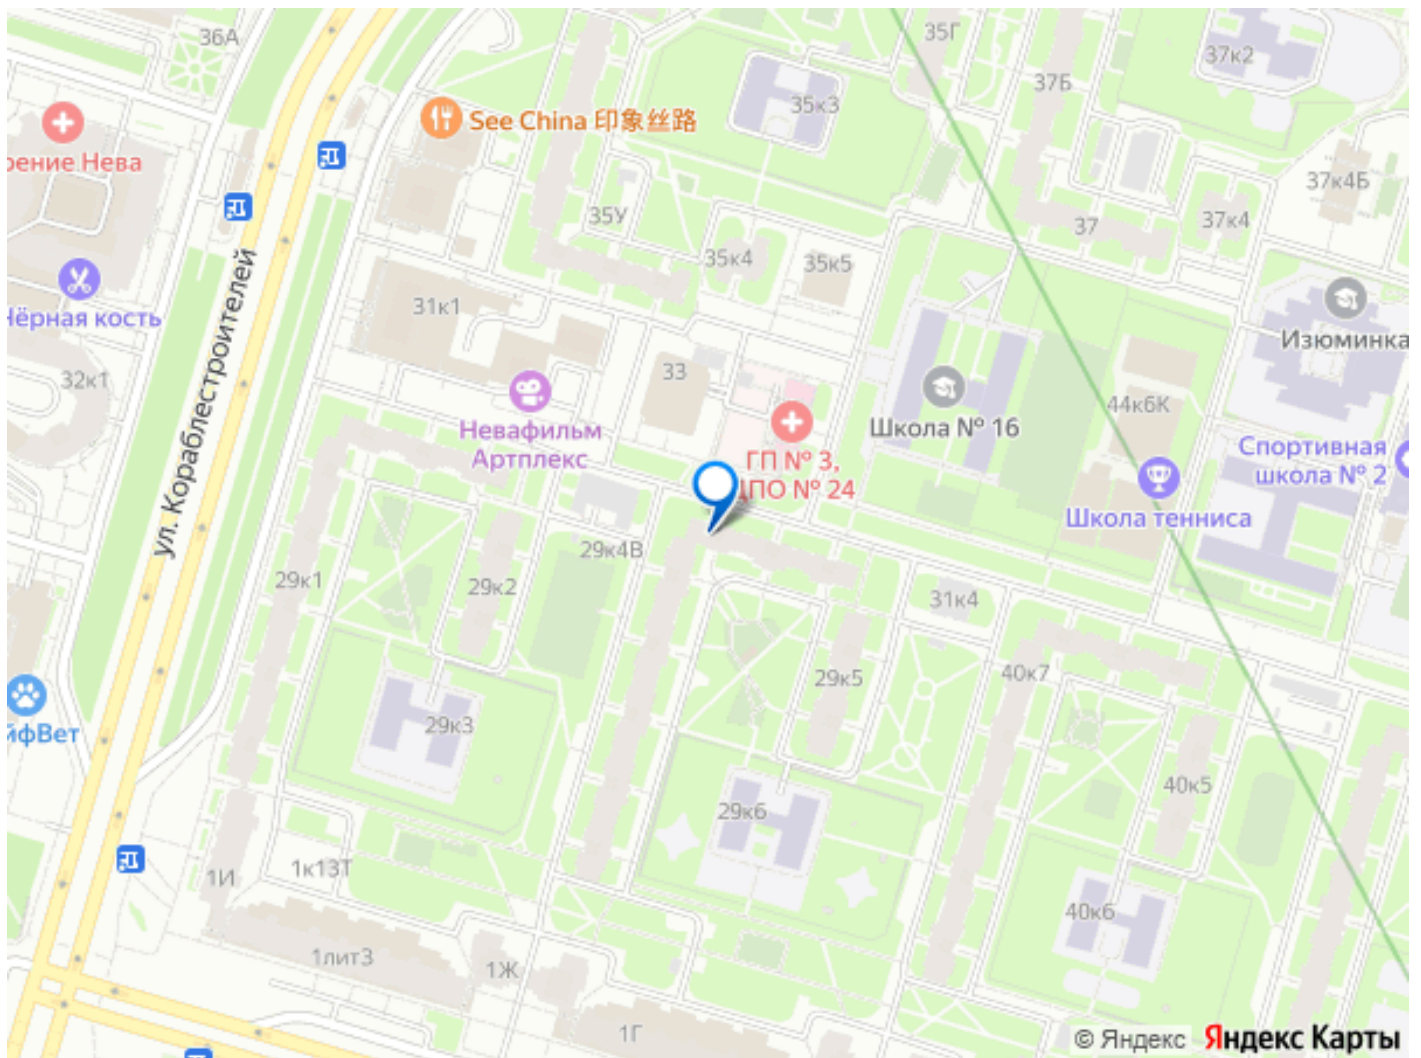 36А
35Г
37к2
37Б
35к3
See China 印象丝路
рение Нева
37к4Б
35У
37к4
37
35к4
35к5
ул. Кораблестроителей
Чёрная кость
31к1
Изюминка
32к1
33
44к6К
Невафильм
Артплекс
Школа № 16
ГП № 3,
ЦПО № 24
Спортивная
школа № 2
Школа тенниса
29к4В
29к1
29к2
31к4
29к5
40к7
йфВет
29к3
40к5
29к6
1к13Т
1И
40к6
1лит3
1Ж
1Г
© Яндекс Яндекс Карты